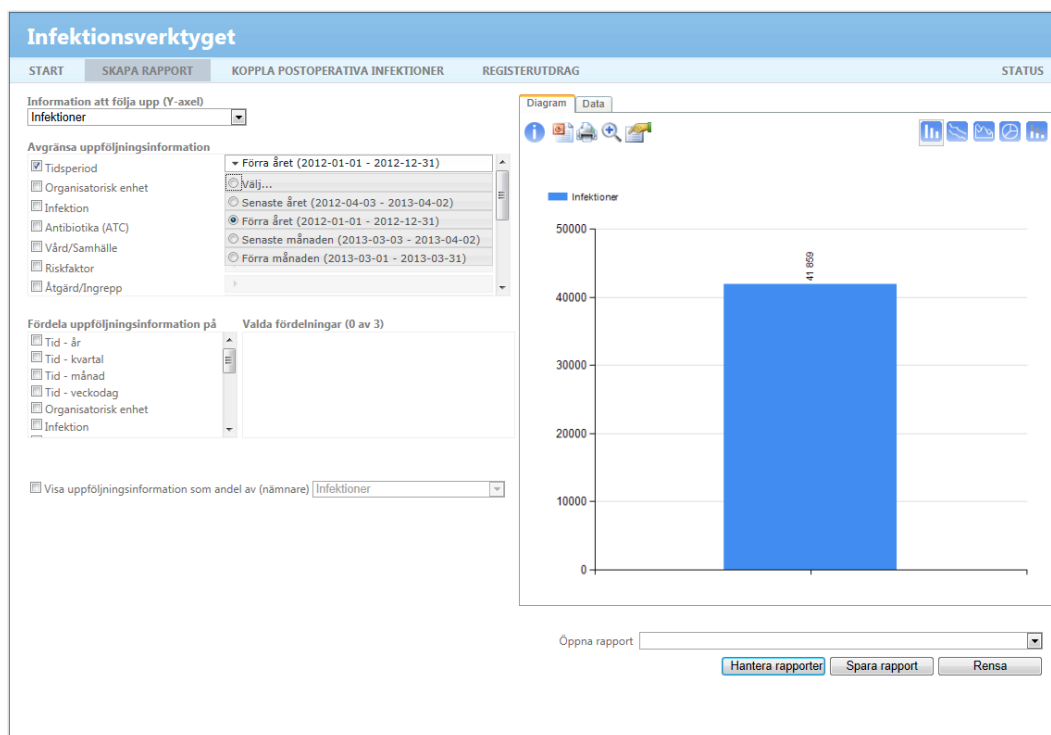 Infektionsverktyget
START SKAPA RAPPORT KOPPLA POSTOPERATIVA INFEKTIONER REGISTERUTDRAG STATUS
Information att följa upp (Y-axel)
Infektioner
Avgränsa uppföljningsinformation
Tidsperiod
Organisatorisk enhet
Infektion
Antibiotika (ATC)
Vård/Samhälle
Riskfaktor
Åtgärd/Ingrepp
Förra året (2012-01-01 - 2012-12-31)
Välj...
Senaste året (2012-04-03 - 2013-04-02)
Förra året (2012-01-01 - 2012-12-31)
Senaste månaden (2013-03-03 - 2013-04-02)
Förra månaden (2013-03-01 - 2013-03-31)
Fördela uppföljningsinformation på
Tid - år
Tid - kvartal
Tid - månad
Tid - veckodag
Organisatorisk enhet
Infektion
Valda fördelningar (0 av 3)
Visa uppföljningsinformation som andel av (nämnare) Infektioner
Diagram Data
Infektioner
50000
40000
30000
20000
10000
0
41 859
Öppna rapport
Hantera rapporter Spara rapport Rensa